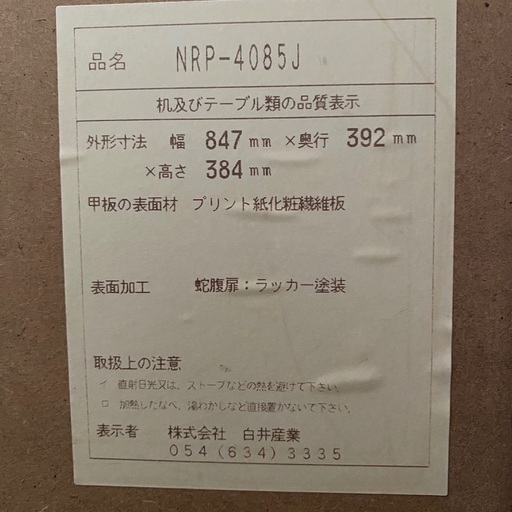 品名 NRP-4085J
机及びテーブル類の品質表示
外形寸法 幅 847mm ×奥行 392mm
×高さ 384mm
甲板の表面材 プリント紙化粧繊維板
表面加工 蛇腹扉：ラッカー塗装
取扱上の注意
イ 直射日光又は、ストーブなどの熱を避けて下さい。
ロ 加熱したなべ、湯わかしなど直接置かないで下さい。
表示者 株式会社 白井産業
054(634)3335